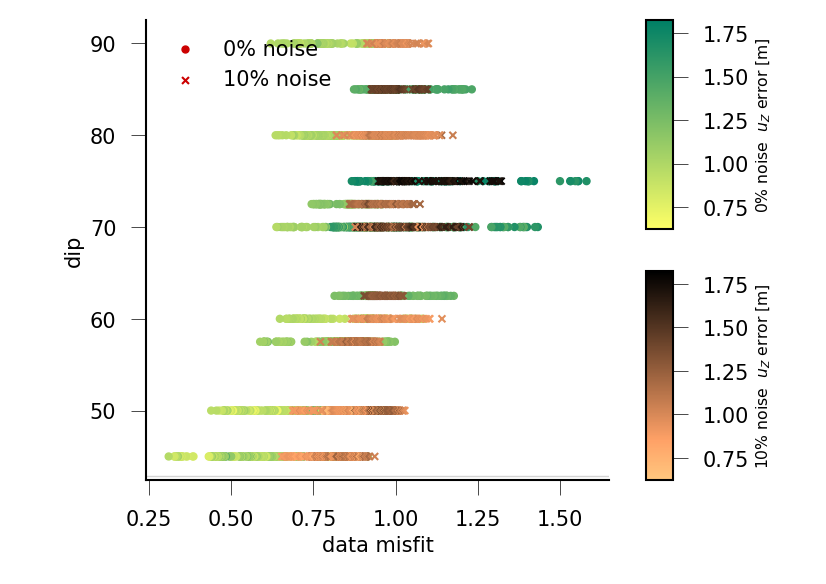 0% noise
10% noise
90
80
70
60
50
dip
0.25 0.50 0.75 1.00 1.25 1.50
data misfit
1.75
1.50
1.25
1.00
0.75
0% noise uZ error [m]
1.75
1.50
1.25
1.00
0.75
10% noise uZ error [m]